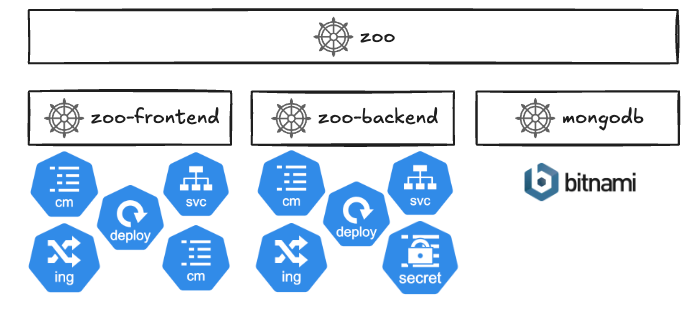 zoo
zoo-frontend
zoo-backend
mongodb
cm
svc
deploy
ing
cm
cm
svc
deploy
ing
secret
bitnami